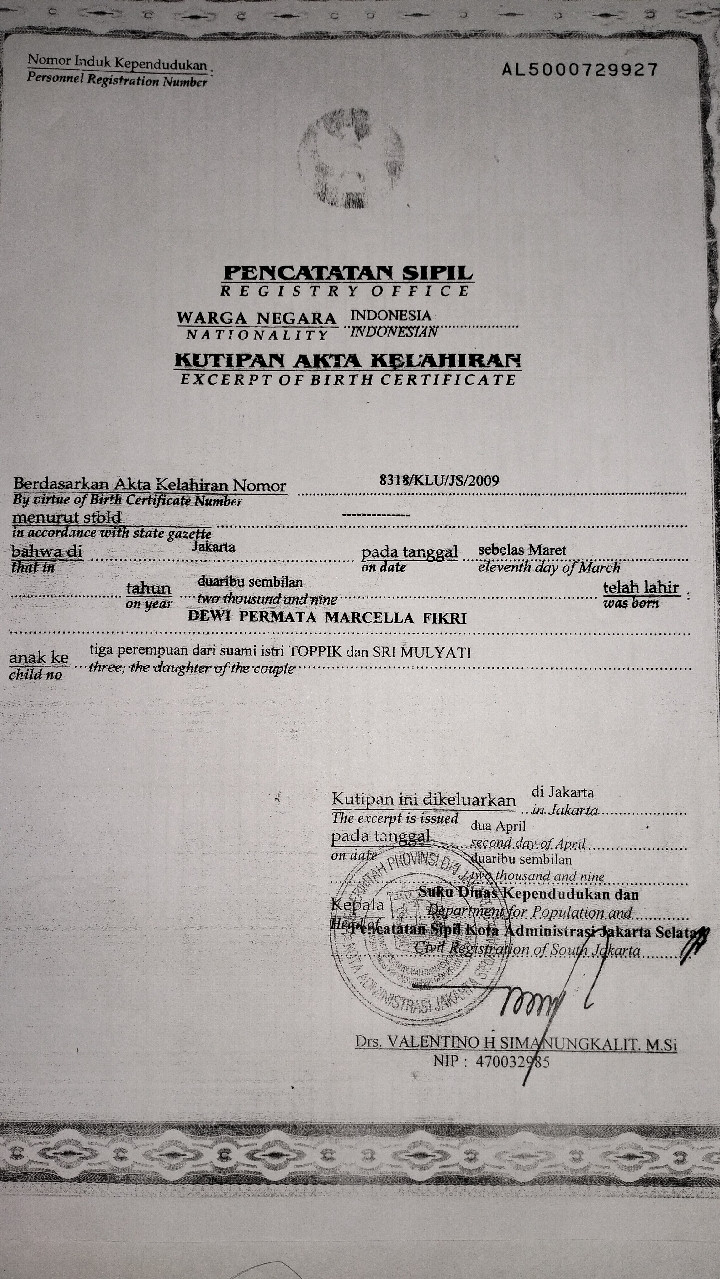 Nomor Induk Kependudukan :
Personnel Registration Number
AL5000729927
PENCATATAN SIPIL
REGISTRY OFFICE
WARGA NEGARA INDONESIA
NATIONALITY INDONESIAN
KUTIPAN AKTA KELAHIRAN
EXCERPT OF BIRTH CERTIFICATE
Berdasarkan Akta Kelahiran Nomor 8318/KLU/JS/2009
By virtue of Birth Certificate Number
menurut stbld -------------
in accordance with state gazette
bahwa di Jakarta pada tanggal sebelas Maret
that in on date eleventh day of March
tahun duaribu sembilan telah lahir :
on year two thousand and nine was born
DEWI PERMATA MARCELLA FIKRI
anak ke tiga perempuan dari suami istri TOPPIK dan SRI MULYATI
child no three, the daughter of the couple
Kutipan ini dikeluarkan di Jakarta
The excerpt is issued in Jakarta
pada tanggal dua April
on date second day of April
duaribu sembilan
two thousand and nine
Kepala Suku Dinas Kependudukan dan
Head of Department for Population and
Pencatatan Sipil Kota Administrasi Jakarta Selatan
Civil Registration of South Jakarta
KOTA ADMINISTRASI JAKARTA
Drs. VALENTINO H SIMANUNGKALIT. M.Si
NIP : 470032985